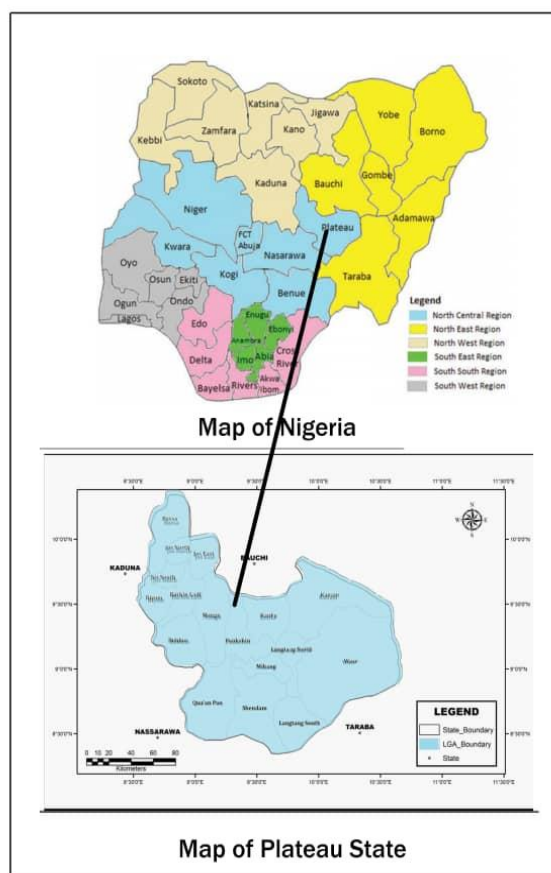 Sokoto
Katsina
Jigawa
Yobe
Borno
Kebbi
Zamfara
Kano
Kaduna
Bauchi
Gombe
Adamawa
Niger
Plateau
FCT
Abuja
Kwara
Nasarawa
Taraba
Oyo
Kogi
Benue
Osun
Ekiti
Ogun
Ondo
Lagos
Edo
Enugu
Ebonyi
Anambra
Imo
Abia
Cross
River
Delta
Bayelsa
Rivers
Akwa
Ibom
Legend
North Central Region
North East Region
North West Region
South East Region
South South Region
South West Region
Map of Nigeria
N
W
E
S
KADUNA
BAUCHI
Jos North
Jos East
Jos South
Barkin Ladi
Mangu
Kanke
Kanam
Bokkos
Pankshin
Langtang North
Mikang
Wase
Qua'an Pan
Shendam
Langtang South
NASSARAWA
TARABA
0 10 20 40 60 80
Kilometers
LEGEND
State_Boundary
LGA_Boundary
State
Map of Plateau State